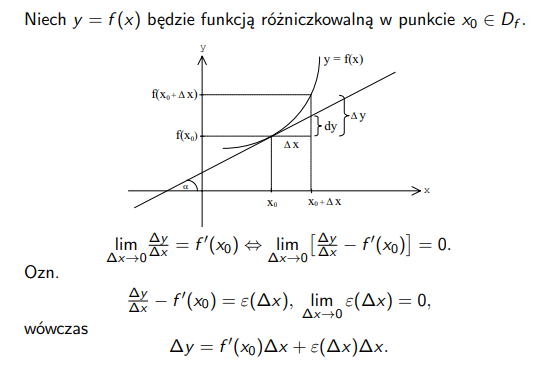 Niech y = f(x) będzie funkcją różniczkowalną w punkcie x₀ ∈ D_f.
y
y = f(x)
f(x₀+Δx)
Δy
dy
f(x₀)
Δx
α
x
x₀
x₀+Δx
lim_{Δx→0} Δy/Δx = f′(x₀) ⇔ lim_{Δx→0} [Δy/Δx − f′(x₀)] = 0.
Ozn.
Δy/Δx − f′(x₀) = ε(Δx), lim_{Δx→0} ε(Δx) = 0,
wówczas
Δy = f′(x₀)Δx + ε(Δx)Δx.